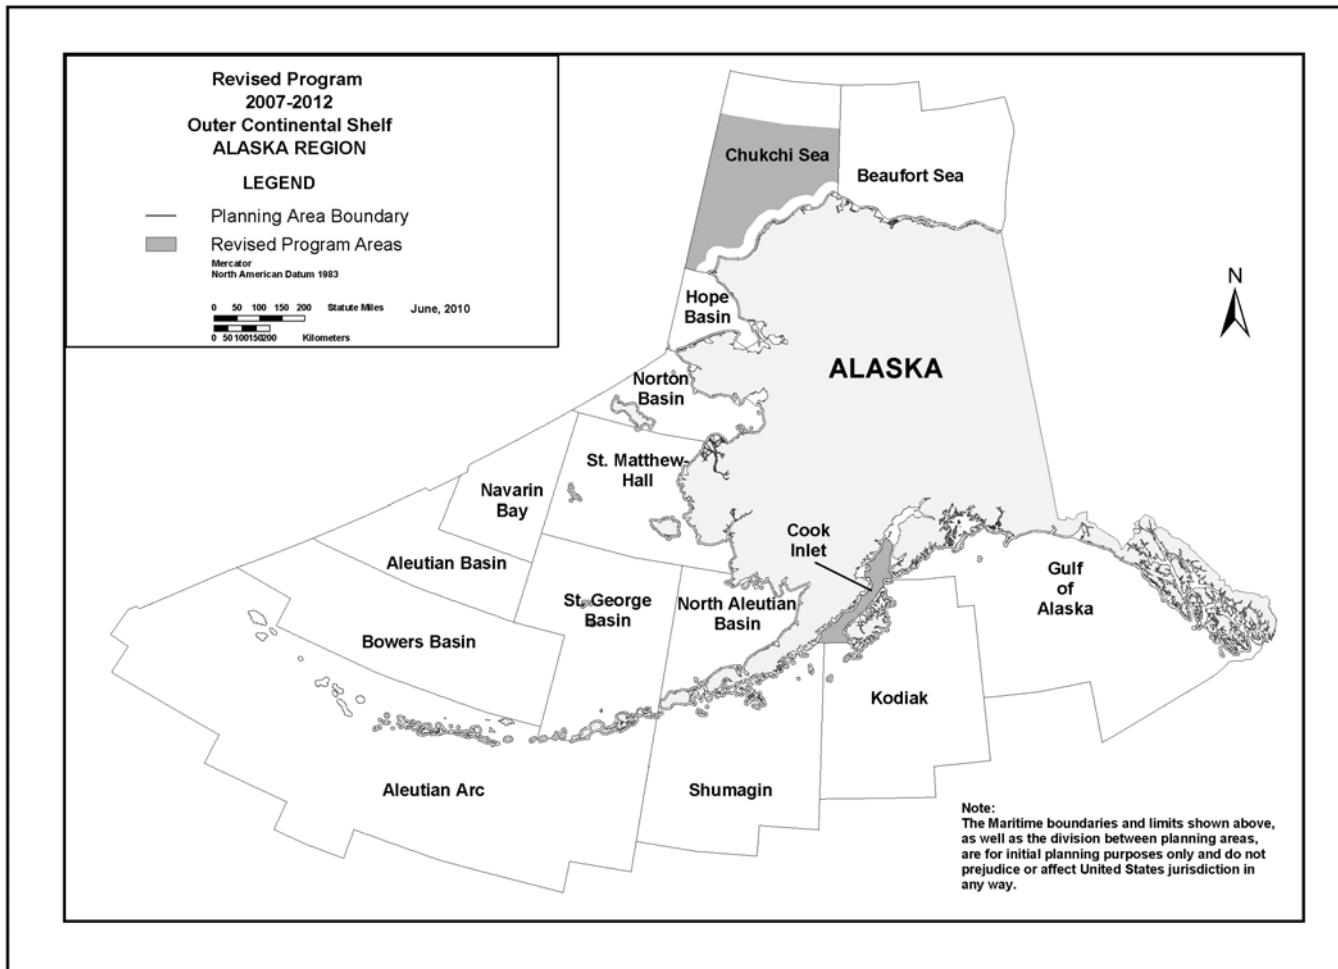 Revised Program
2007-2012
Outer Continental Shelf
ALASKA REGION
LEGEND
Planning Area Boundary
Revised Program Areas
Mercator
North American Datum 1983
0 50 100 150 200 Statute Miles June, 2010
0 50 100 150 200 Kilometers
Chukchi Sea
Beaufort Sea
N
Hope
Basin
ALASKA
Norton
Basin
St. Matthew-
Hall
Navarin
Bay
Cook
Inlet
Aleutian Basin
Gulf
of
Alaska
St. George
Basin
North Aleutian
Basin
Bowers Basin
Kodiak
Aleutian Arc
Shumagin
Note:
The Maritime boundaries and limits shown above,
as well as the division between planning areas,
are for initial planning purposes only and do not
prejudice or affect United States jurisdiction in
any way.